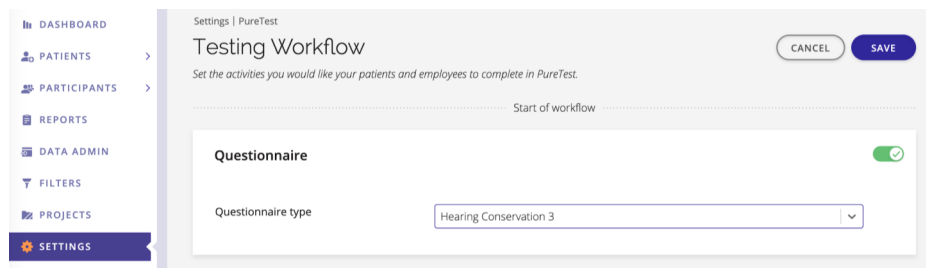 DASHBOARD
PATIENTS
PARTICIPANTS
REPORTS
DATA ADMIN
FILTERS
PROJECTS
SETTINGS
Settings | PureTest
Testing Workflow
CANCEL
SAVE
Set the activities you would like your patients and employees to complete in PureTest.
Start of workflow
Questionnaire
Questionnaire type
Hearing Conservation 3